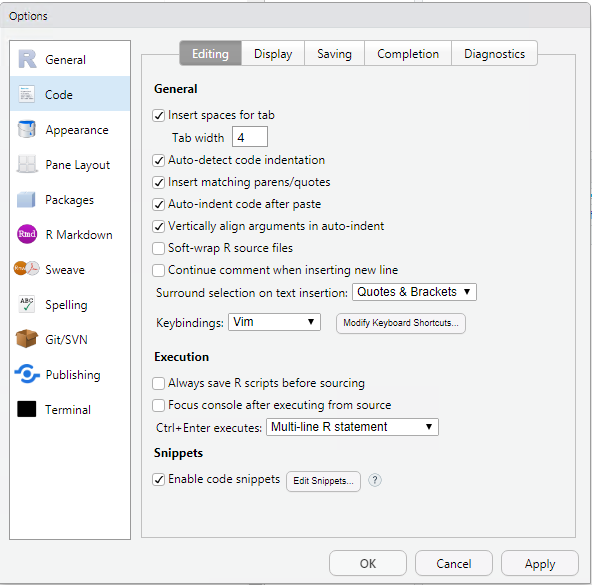 Options
General
Code
Appearance
Pane Layout
Packages
Rmd R Markdown
Sweave
ABC Spelling
Git/SVN
Publishing
Terminal
Editing Display Saving Completion Diagnostics
General
Insert spaces for tab
Tab width 4
Auto-detect code indentation
Insert matching parens/quotes
Auto-indent code after paste
Vertically align arguments in auto-indent
Soft-wrap R source files
Continue comment when inserting new line
Surround selection on text insertion: Quotes & Brackets
Keybindings: Vim Modify Keyboard Shortcuts...
Execution
Always save R scripts before sourcing
Focus console after executing from source
Ctrl+Enter executes: Multi-line R statement
Snippets
Enable code snippets Edit Snippets... ?
OK Cancel Apply